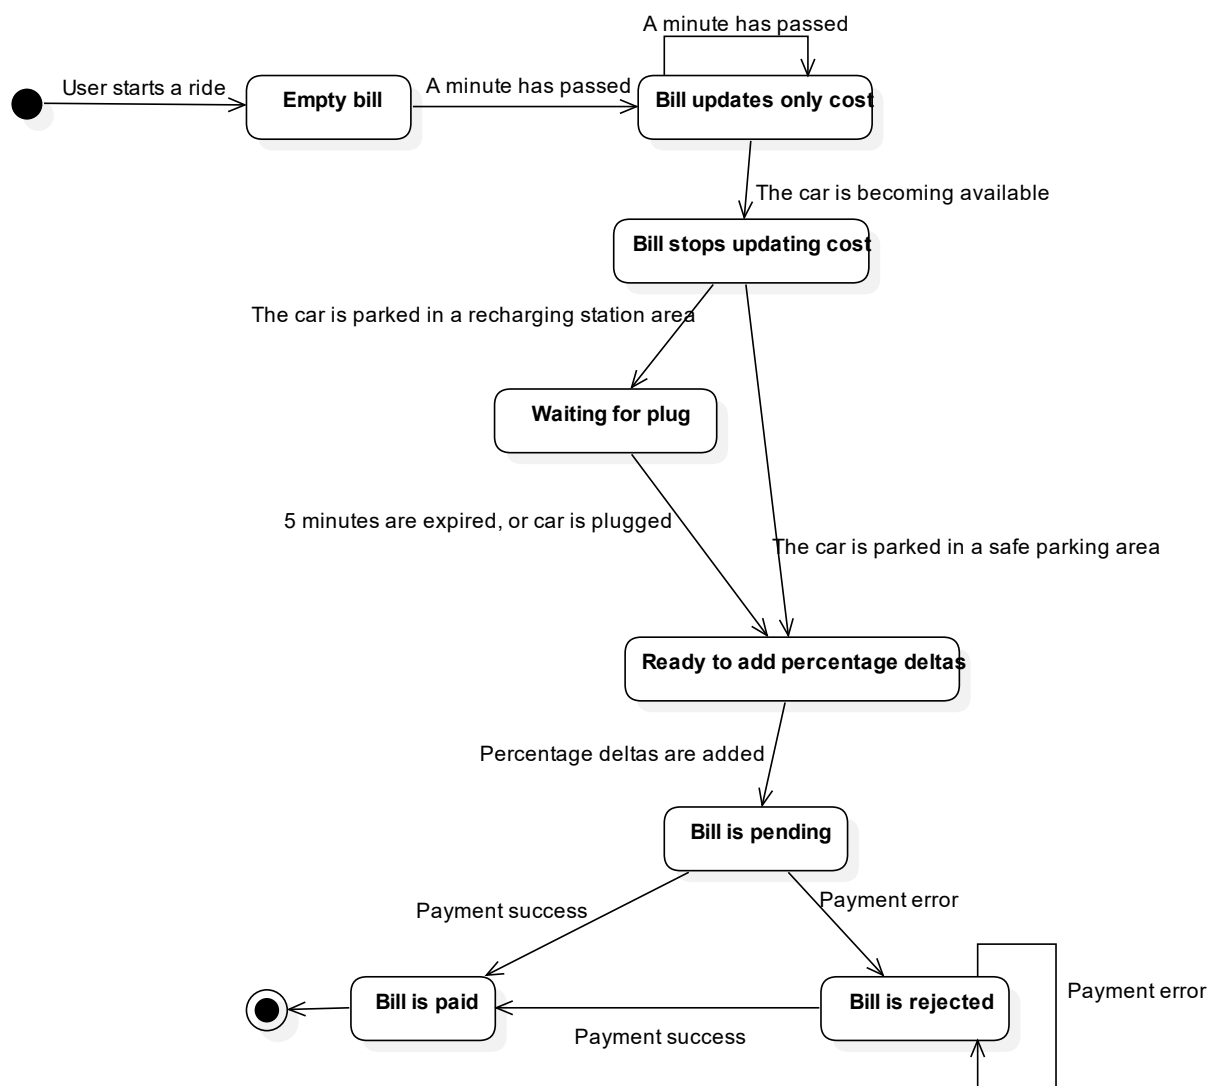 A minute has passed
User starts a ride
A minute has passed
Empty bill
Bill updates only cost
The car is becoming available
Bill stops updating cost
The car is parked in a recharging station area
Waiting for plug
5 minutes are expired, or car is plugged
The car is parked in a safe parking area
Ready to add percentage deltas
Percentage deltas are added
Bill is pending
Payment success
Payment error
Bill is paid
Bill is rejected
Payment error
Payment success